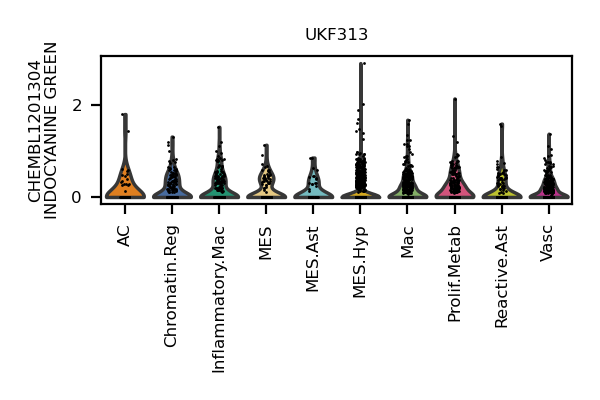 UKF313
CHEMBL1201304
INDOCYANINE GREEN
2
0
AC
Chromatin.Reg
Inflammatory.Mac
MES
MES.Ast
MES.Hyp
Mac
Prolif.Metab
Reactive.Ast
Vasc